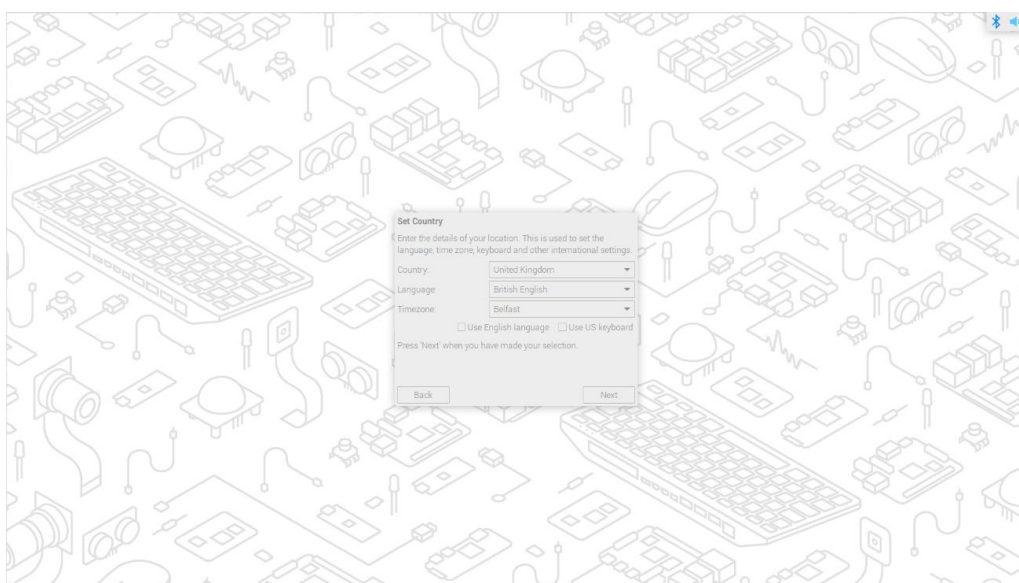 Set Country
Enter the details of your location. This is used to set the
language, time zone, keyboard and other international settings.
Country: United Kingdom
Language: British English
Timezone: Belfast
Use English language Use US keyboard
Press 'Next' when you have made your selection.
Back Next